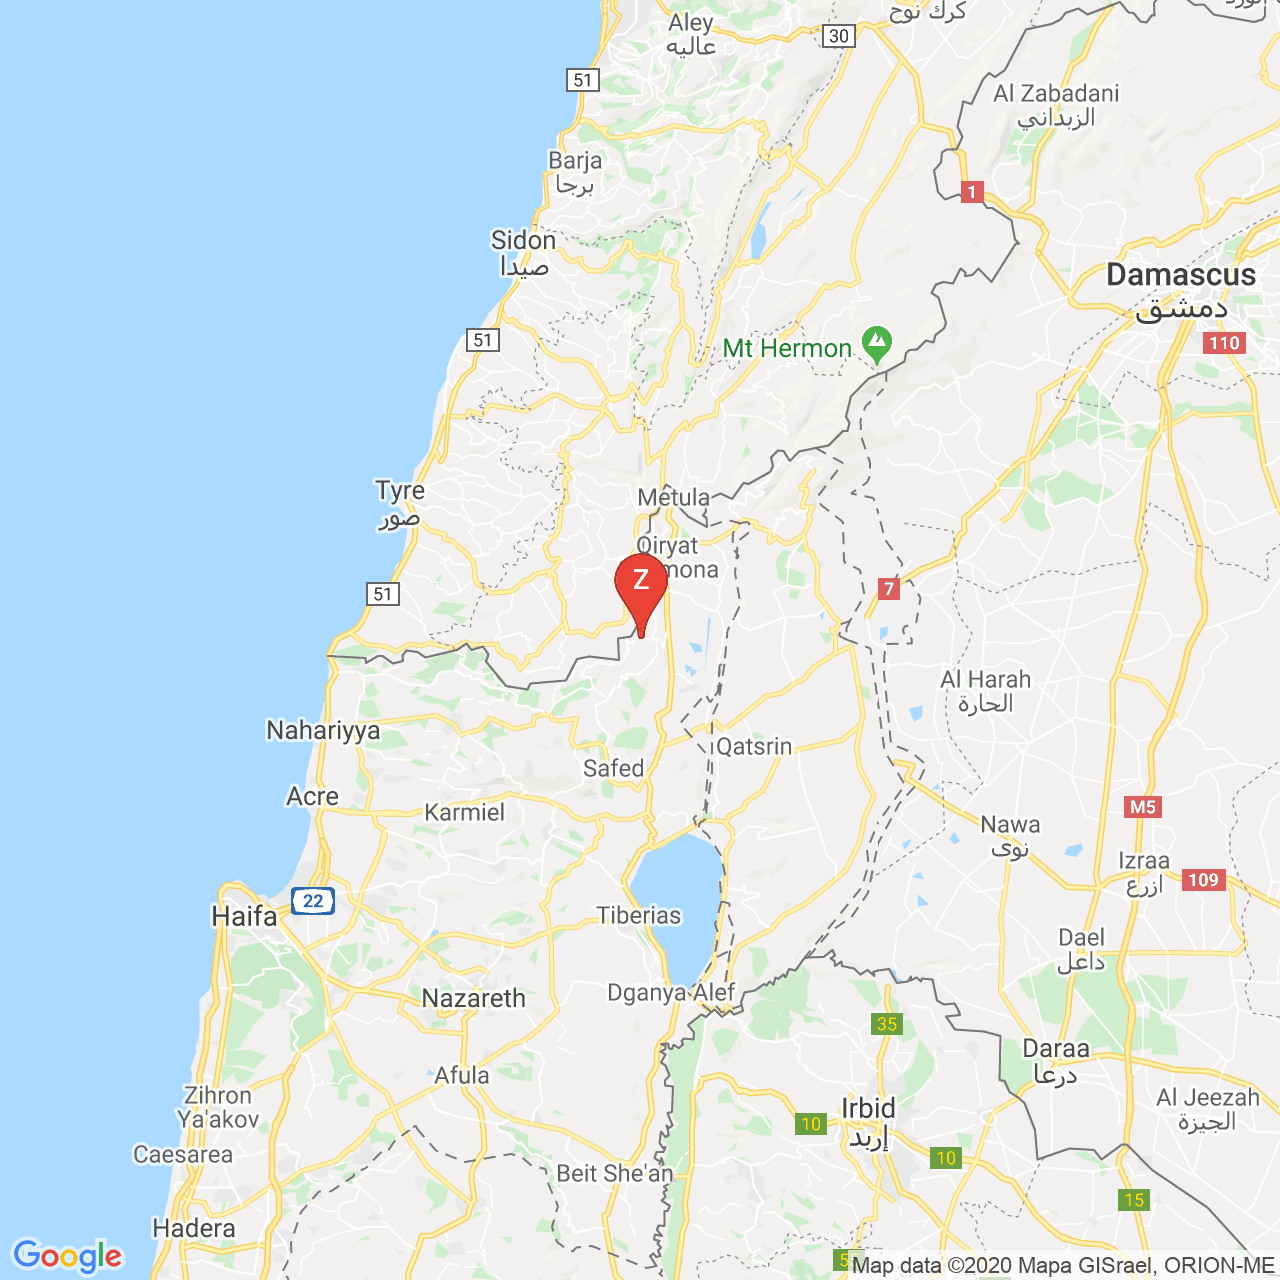 Aley
عاليه
كرك نوح
30
51
Al Zabadani
الزبداني
Barja
برجا
1
Sidon
صيدا
Damascus
دمشق
51
110
Mt Hermon
Tyre
صور
Metula
Qiryat
mona
Z
51
7
Al Harah
الحارة
Nahariyya
Qatsrin
Safed
Acre
Karmiel
M5
Nawa
نوى
Izraa
ازرع
109
22
Haifa
Tiberias
Dael
داعل
Nazareth
Dganya Alef
35
Daraa
درعا
Afula
Zihron
Ya'akov
Irbid
إربد
10
Al Jeezah
الجيزة
Caesarea
10
Beit She'an
15
Hadera
Google
5
Map data ©2020 Mapa GISrael, ORION-ME